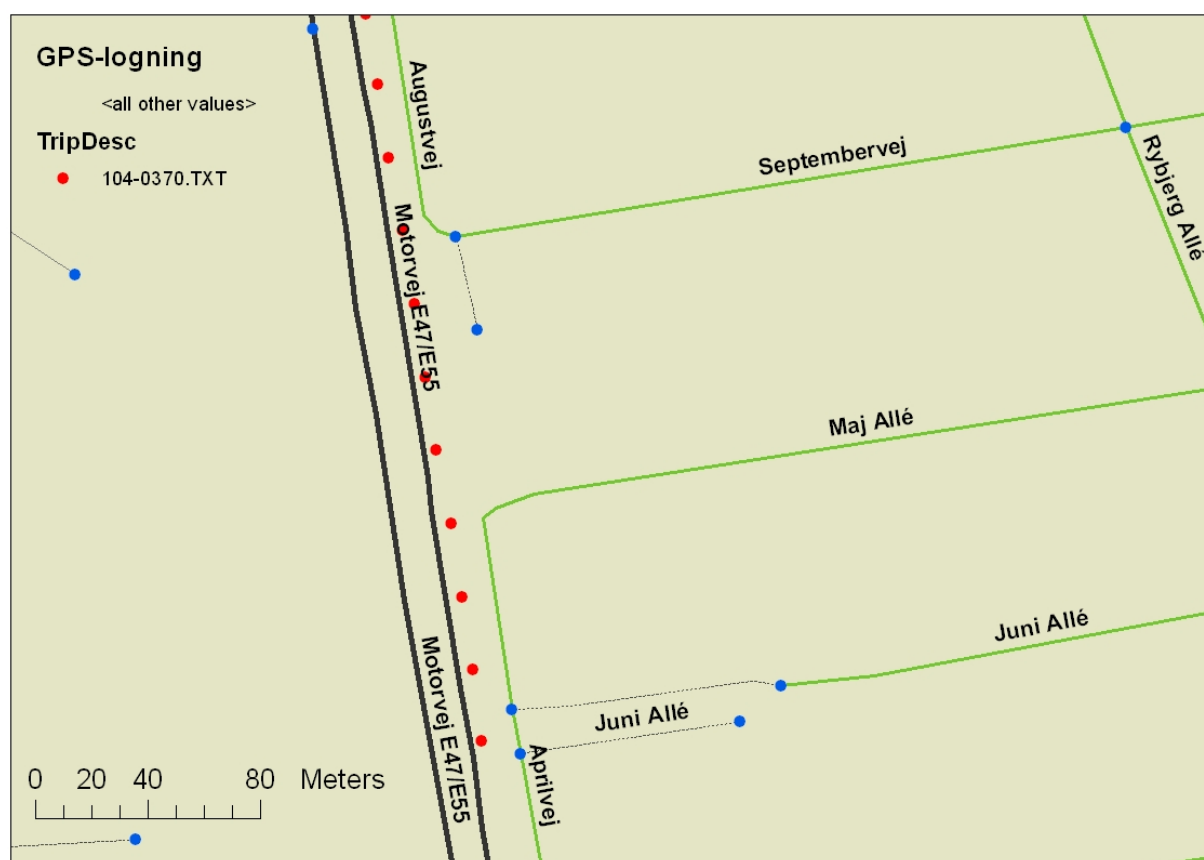 GPS-logning
<all other values>
TripDesc
104-0370.TXT
Augustvej
Septembervej
Rybjerg Allé
Motorvej E47/E55
Maj Allé
Juni Allé
Motorvej E47/E55
Juni Allé
Aprilvej
0 20 40 80 Meters